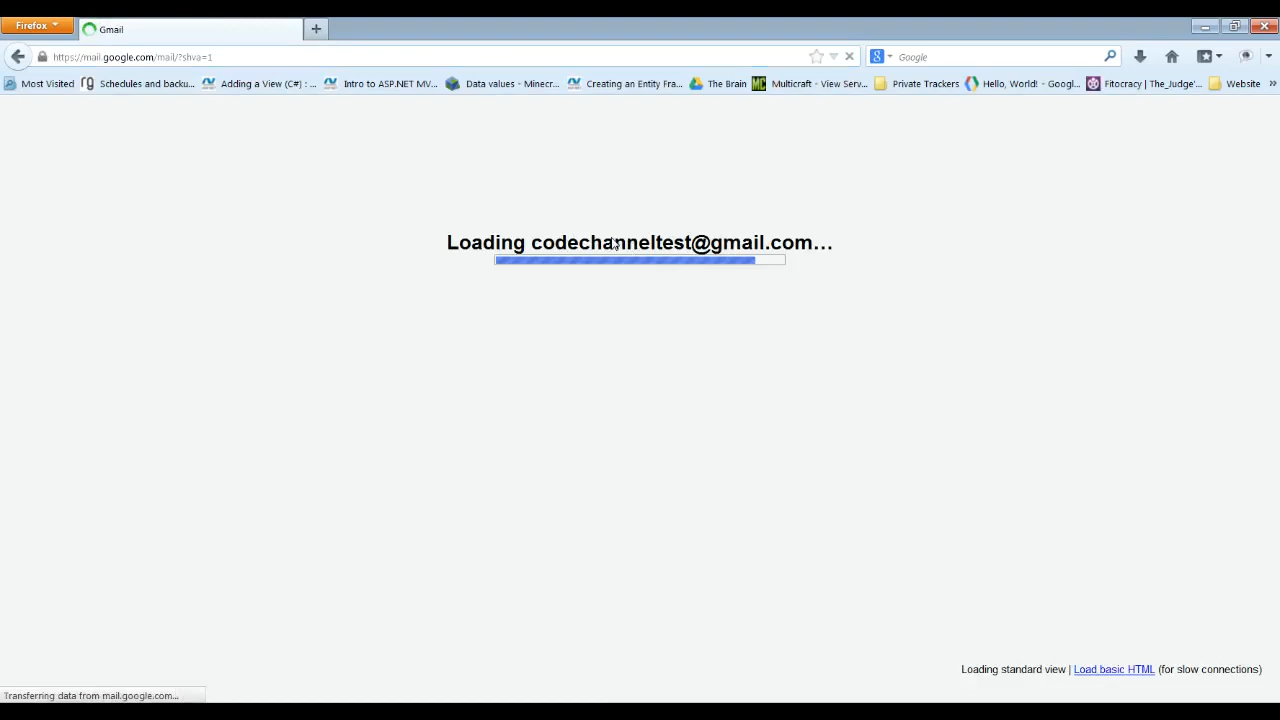 Firefox
Gmail
https://mail.google.com/mail/?shva=1
Google
Most Visited
Schedules and backu...
Adding a View (C#) : ...
Intro to ASP.NET MV...
Data values - Minecr...
Creating an Entity Fra...
The Brain
Multicraft - View Serv...
Private Trackers
Hello, World! - Googl...
Fitocracy | The_Judge'...
Website
Loading codechanneltest@gmail.com…
Loading standard view | Load basic HTML (for slow connections)
Transferring data from mail.google.com...